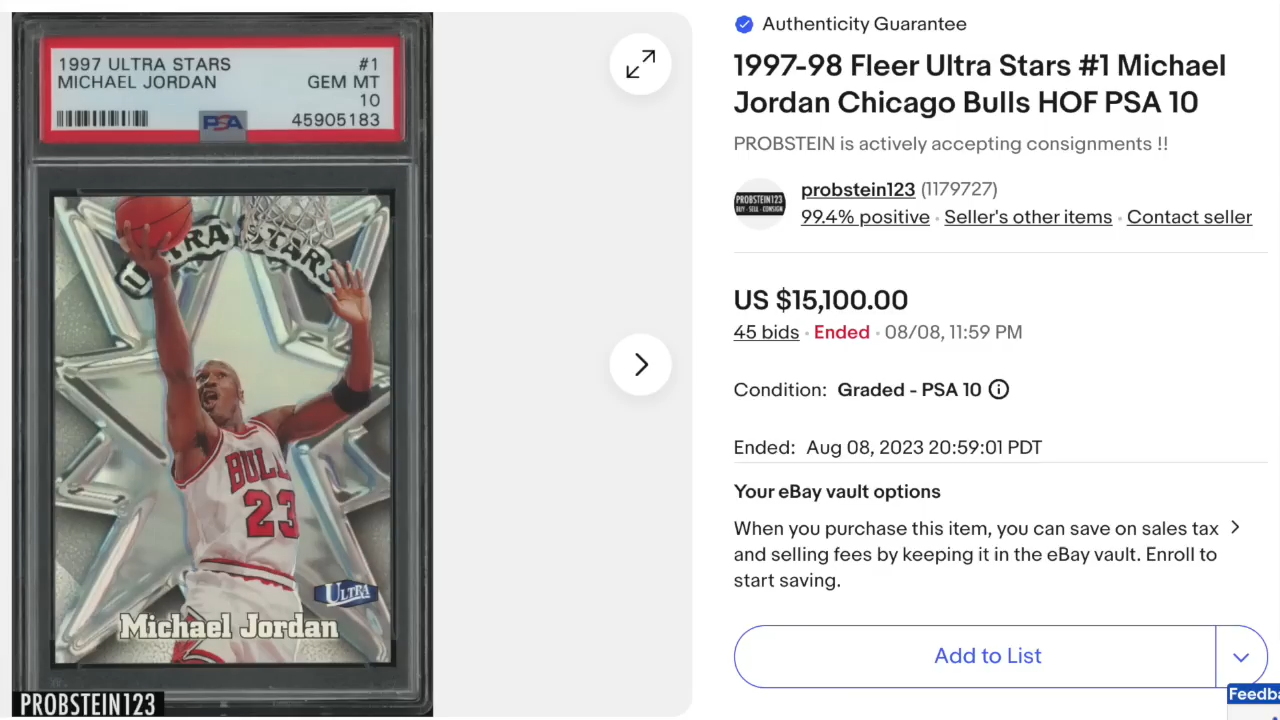 1997 ULTRA STARS #1
MICHAEL JORDAN GEM MT
10
PSA 45905183
ULTRA STARS
BULLS
23
ULTRA
Michael Jordan
PROBSTEIN123
Authenticity Guarantee
1997-98 Fleer Ultra Stars #1 Michael
Jordan Chicago Bulls HOF PSA 10
PROBSTEIN is actively accepting consignments !!
PROBSTEIN123
BUY - SELL - CONSIGN
probstein123 (1179727)
99.4% positive · Seller's other items · Contact seller
US $15,100.00
45 bids · Ended · 08/08, 11:59 PM
Condition: Graded - PSA 10
Ended: Aug 08, 2023 20:59:01 PDT
Your eBay vault options
When you purchase this item, you can save on sales tax
and selling fees by keeping it in the eBay vault. Enroll to
start saving.
Add to List
Feedba